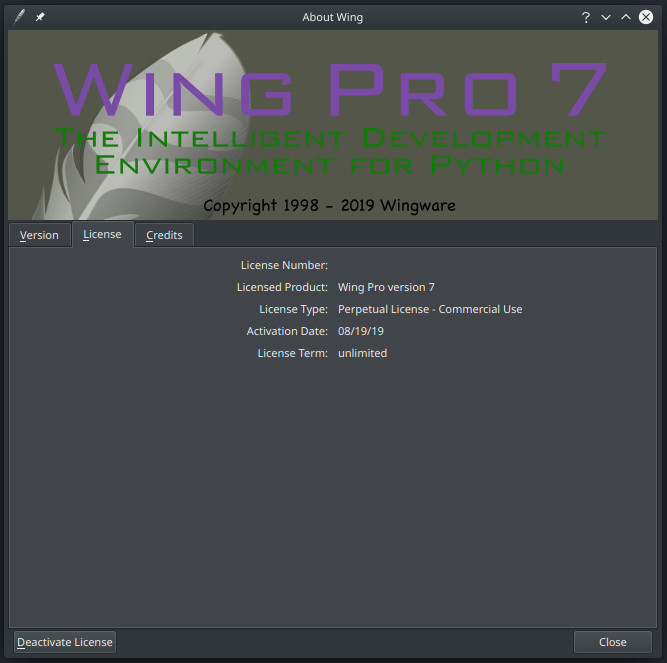 About Wing
WING PRO 7
THE INTELLIGENT DEVELOPMENT
ENVIRONMENT FOR PYTHON
Copyright 1998 - 2019 Wingware
Version License Credits
License Number:
Licensed Product: Wing Pro version 7
License Type: Perpetual License - Commercial Use
Activation Date: 08/19/19
License Term: unlimited
Deactivate License Close